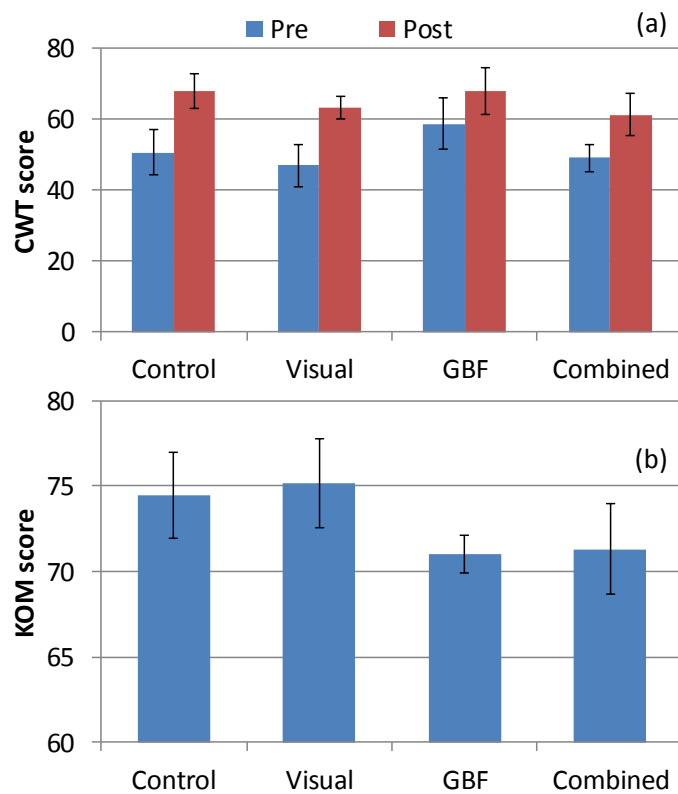 Pre Post (a)
80
60
40
20
0
CWT score
Control Visual GBF Combined
80
75
70
65
60
KOM score
(b)
Control Visual GBF Combined